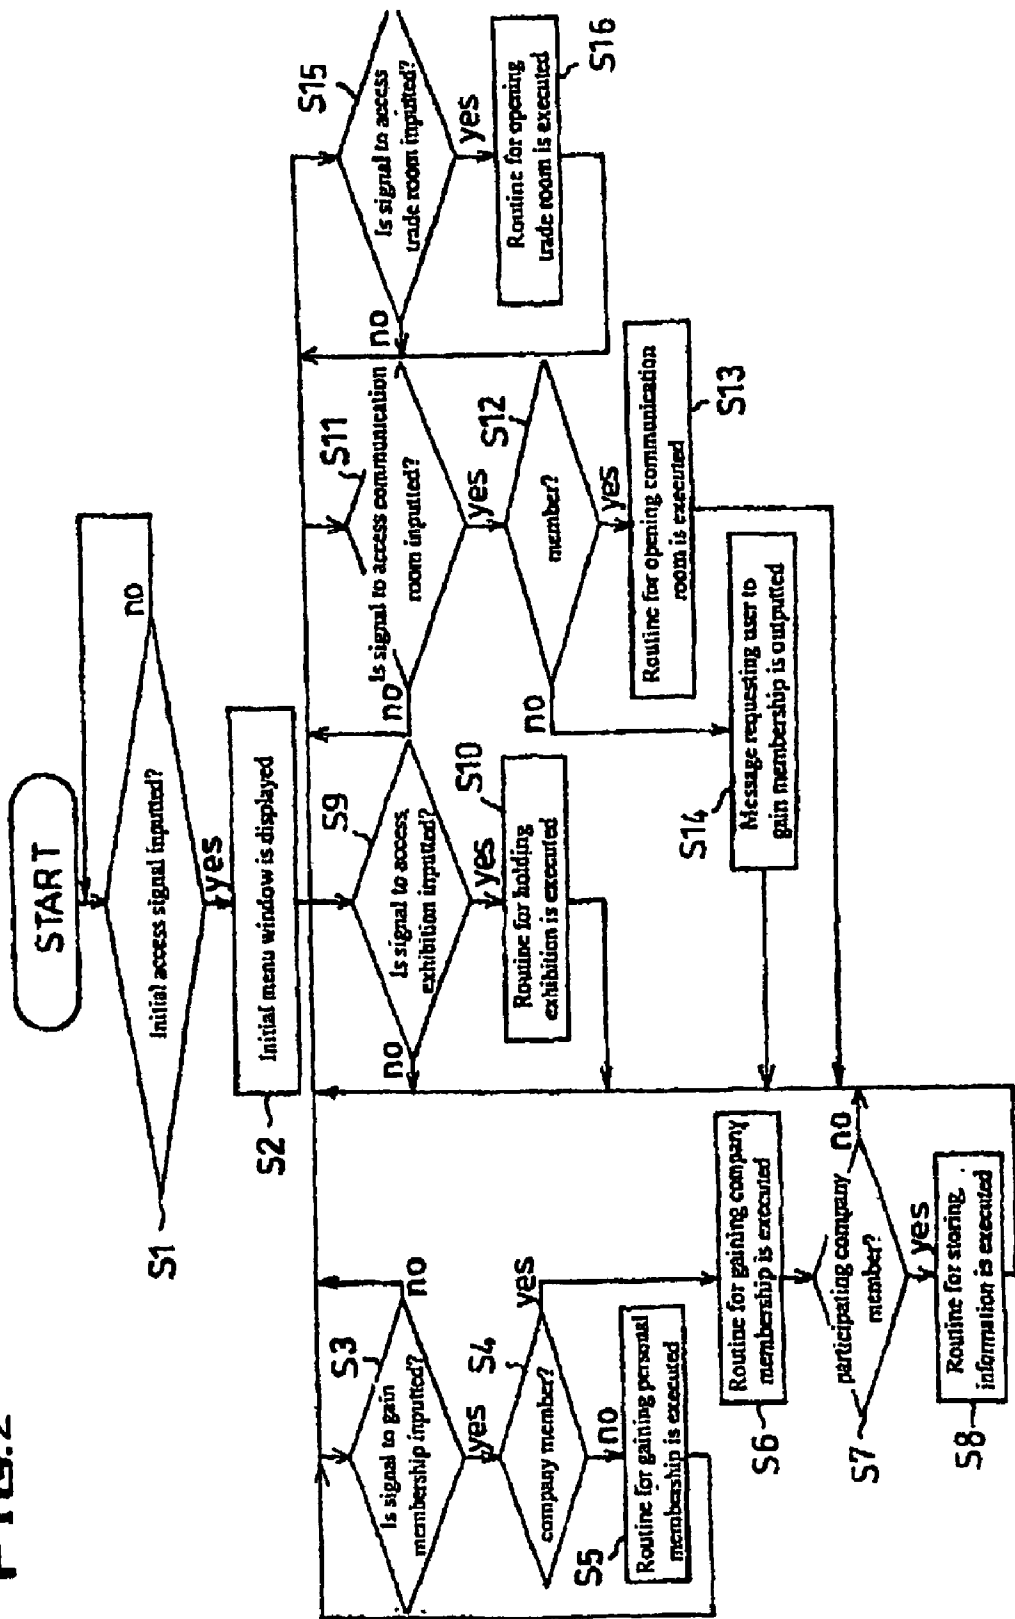 FIG.2
START
Initial access signal inputted?
no
yes
S1
Initial menu window is displayed
S2
Is signal to gain
membership inputted?
S3
no
yes
company member?
S4
yes
no
Routine for gaining personal
membership is executed
S5
Routine for gaining company
membership is executed
S6
participating company
member?
S7
no
yes
Routine for storing
information is executed
S8
Is signal to access
exhibition inputted?
S9
no
yes
Routine for holding
exhibition is executed
S10
Is signal to access communication
room inputted?
S11
no
yes
member?
S12
no
yes
Routine for opening communication
room is executed
S13
Message requesting user to
gain membership is outputted
S14
Is signal to access
trade room inputted?
S15
no
yes
Routine for opening
trade room is executed
S16